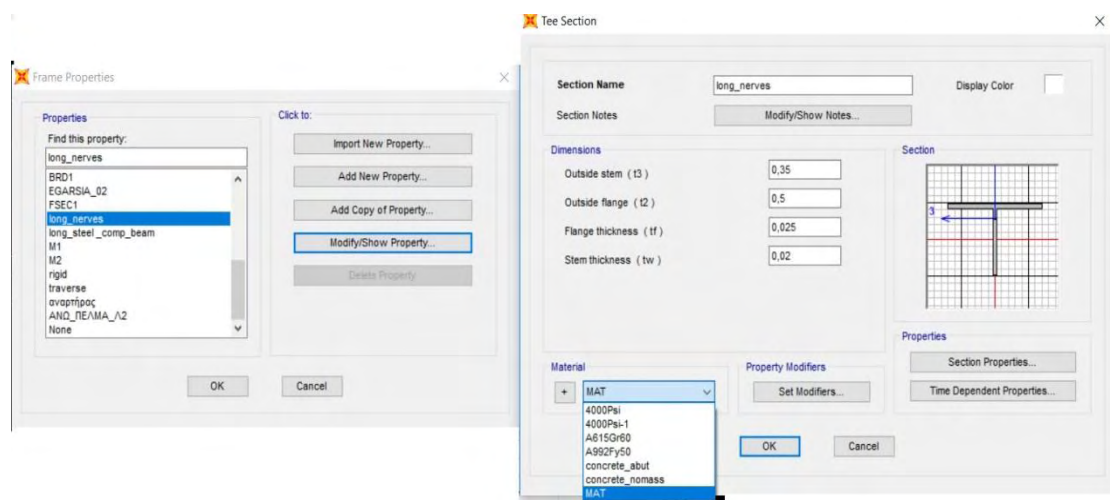 Frame Properties
Properties
Find this property:
long_nerves
BRD1
EGARSIA_02
FSEC1
long_nerves
long_steel _comp_beam
M1
M2
rigid
traverse
αναρτήρας
ΑΝΩ_ΠΕΛΜΑ_Λ2
None
Click to:
Import New Property...
Add New Property...
Add Copy of Property...
Modify/Show Property...
Delete Property
OK
Cancel
Tee Section
Section Name
long_nerves
Display Color
Section Notes
Modify/Show Notes...
Dimensions
Outside stem ( t3 )
0,35
Outside flange ( t2 )
0,5
Flange thickness ( tf )
0,025
Stem thickness ( tw )
0,02
Section
3
Material
+
MAT
4000Psi
4000Psi-1
A615Gr60
A992Fy50
concrete_abut
concrete_nomass
MAT
Property Modifiers
Set Modifiers...
Properties
Section Properties...
Time Dependent Properties...
OK
Cancel